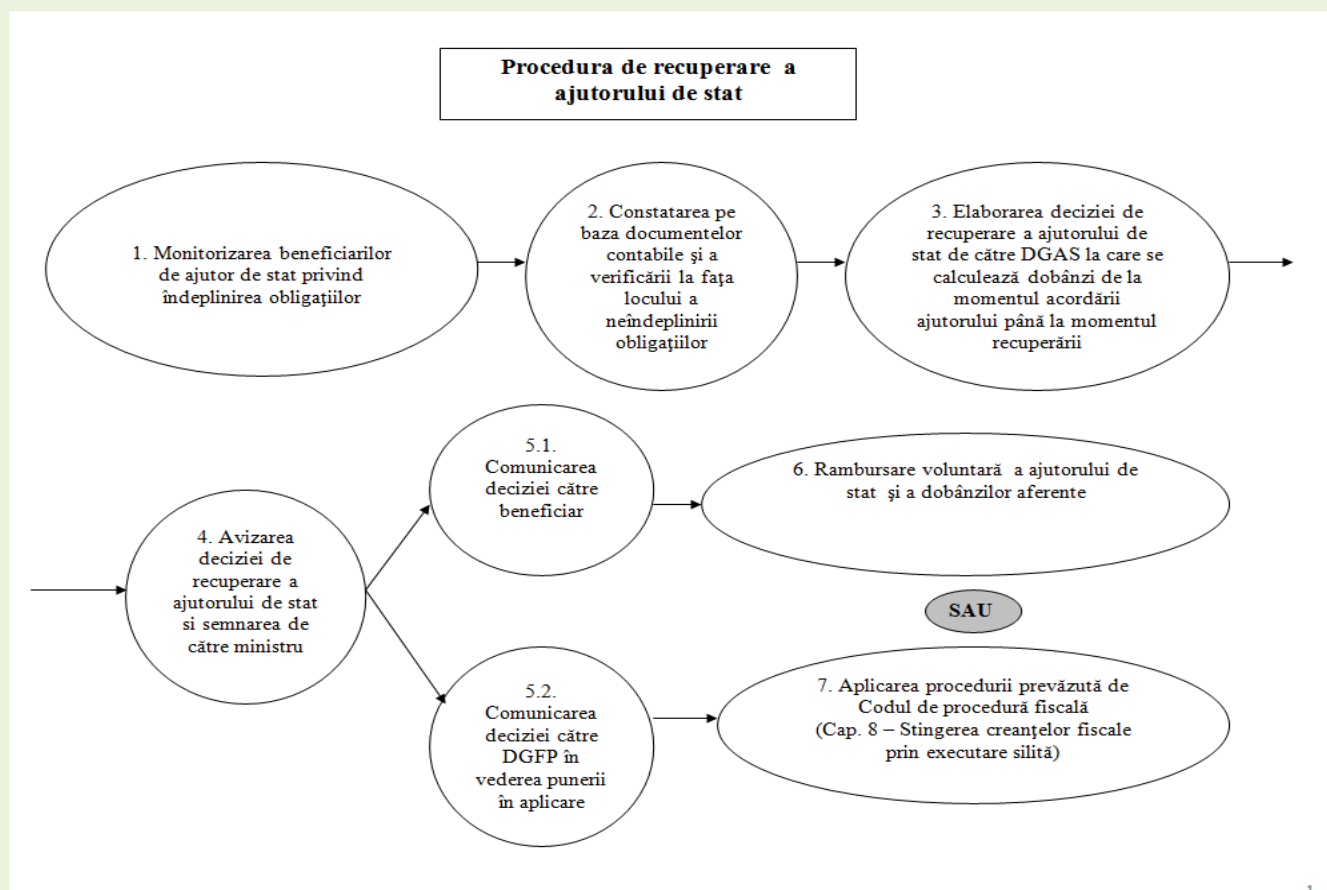 Procedura de recuperare a
ajutorului de stat
1. Monitorizarea beneficiarilor
de ajutor de stat privind
îndeplinirea obligaţiilor
2. Constatarea pe
baza documentelor
contabile şi a
verificării la faţa
locului a
neîndeplinirii
obligaţiilor
3. Elaborarea deciziei de
recuperare a ajutorului de
stat de către DGAS la care se
calculează dobânzi de la
momentul acordării
ajutorului până la momentul
recuperării
4. Avizarea
deciziei de
recuperare a
ajutorului de stat
si semnarea de
către ministru
5.1.
Comunicarea
deciziei către
beneficiar
5.2.
Comunicarea
deciziei către
DGFP în
vederea punerii
în aplicare
6. Rambursare voluntară a ajutorului de
stat şi a dobânzilor aferente
SAU
7. Aplicarea procedurii prevăzută de
Codul de procedură fiscală
(Cap. 8 – Stingerea creanţelor fiscale
prin executare silită)
1